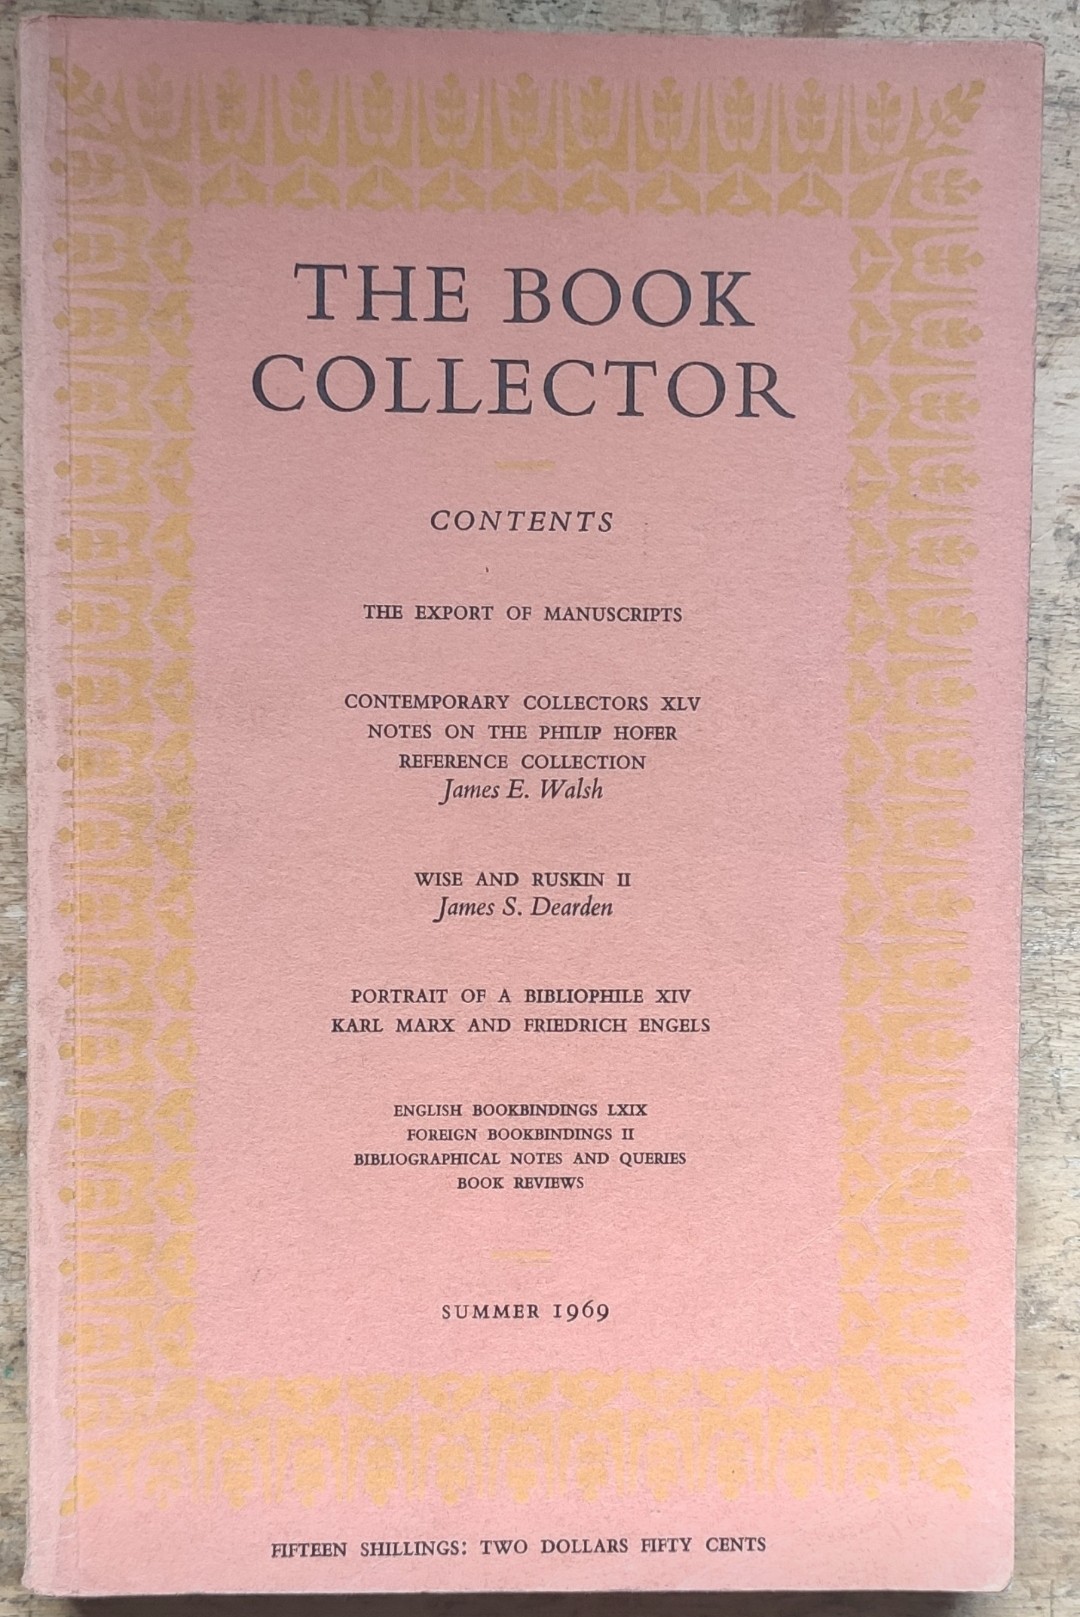 THE BOOK
COLLECTOR
CONTENTS
THE EXPORT OF MANUSCRIPTS
CONTEMPORARY COLLECTORS XLV
NOTES ON THE PHILIP HOFER
REFERENCE COLLECTION
James E. Walsh
WISE AND RUSKIN II
James S. Dearden
PORTRAIT OF A BIBLIOPHILE XIV
KARL MARX AND FRIEDRICH ENGELS
ENGLISH BOOKBINDINGS LXIX
FOREIGN BOOKBINDINGS II
BIBLIOGRAPHICAL NOTES AND QUERIES
BOOK REVIEWS
SUMMER 1969
FIFTEEN SHILLINGS: TWO DOLLARS FIFTY CENTS